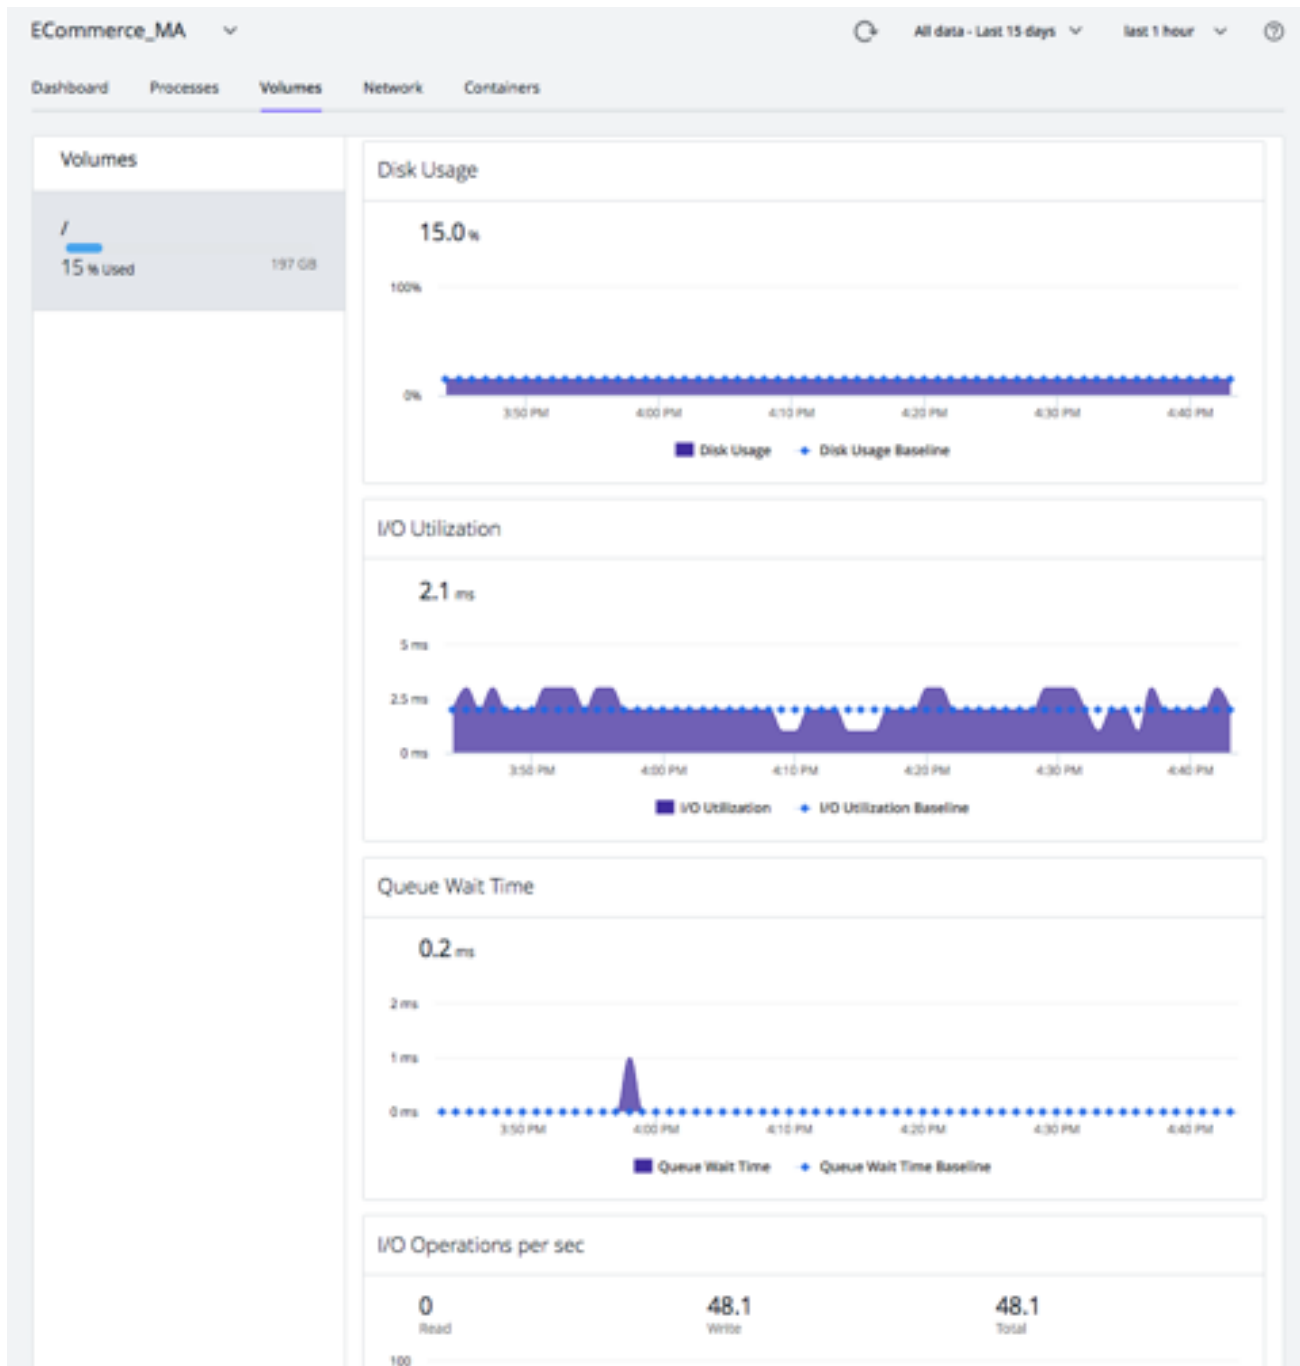 ECommerce_MA
All data - Last 15 days
last 1 hour
?
Dashboard Processes Volumes Network Containers
Volumes
/
15 % Used 197 GB
Disk Usage
15.0 %
100%
0%
3:50 PM 4:00 PM 4:10 PM 4:20 PM 4:30 PM 4:40 PM
Disk Usage Disk Usage Baseline
I/O Utilization
2.1 ms
5 ms
2.5 ms
0 ms
3:50 PM 4:00 PM 4:10 PM 4:20 PM 4:30 PM 4:40 PM
I/O Utilization I/O Utilization Baseline
Queue Wait Time
0.2 ms
2 ms
1 ms
0 ms
3:50 PM 4:00 PM 4:10 PM 4:20 PM 4:30 PM 4:40 PM
Queue Wait Time Queue Wait Time Baseline
I/O Operations per sec
0 48.1 48.1
Read Write Total
100